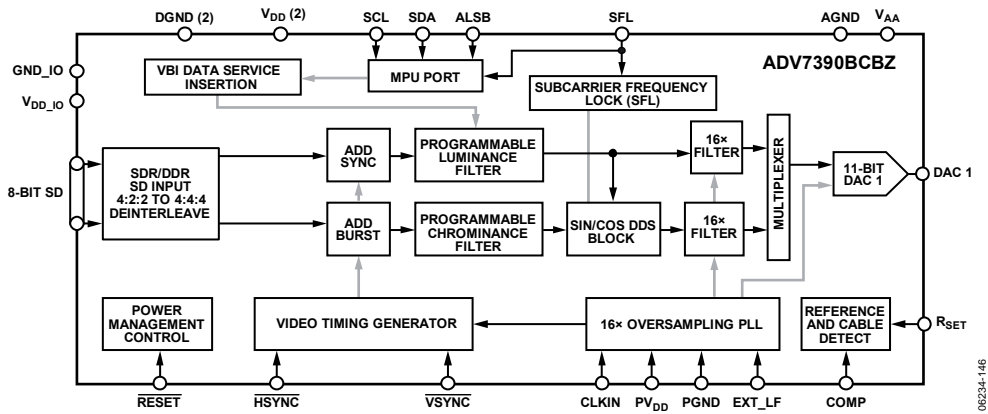 DGND (2)
VDD (2)
SCL
SDA
ALSB
SFL
AGND
VAA
GND_IO
VDD_IO
ADV7390BCBZ
VBI DATA SERVICE
INSERTION
MPU PORT
SUBCARRIER FREQUENCY
LOCK (SFL)
8-BIT SD
SDR/DDR
SD INPUT
4:2:2 TO 4:4:4
DEINTERLEAVE
ADD
SYNC
PROGRAMMABLE
LUMINANCE
FILTER
16×
FILTER
MULTIPLEXER
11-BIT
DAC 1
DAC 1
ADD
BURST
PROGRAMMABLE
CHROMINANCE
FILTER
SIN/COS DDS
BLOCK
16×
FILTER
POWER
MANAGEMENT
CONTROL
VIDEO TIMING GENERATOR
16× OVERSAMPLING PLL
REFERENCE
AND CABLE
DETECT
RSET
RESET
HSYNC
VSYNC
CLKIN
PVDD
PGND
EXT_LF
COMP
06234-146